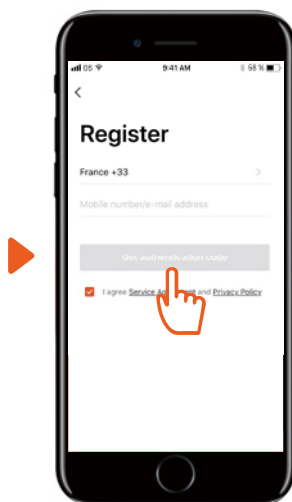 05 9:41 AM 58 %
Register
France +33
Mobile number/e-mail address
Get authentication code
I agree Service and Privacy Policy